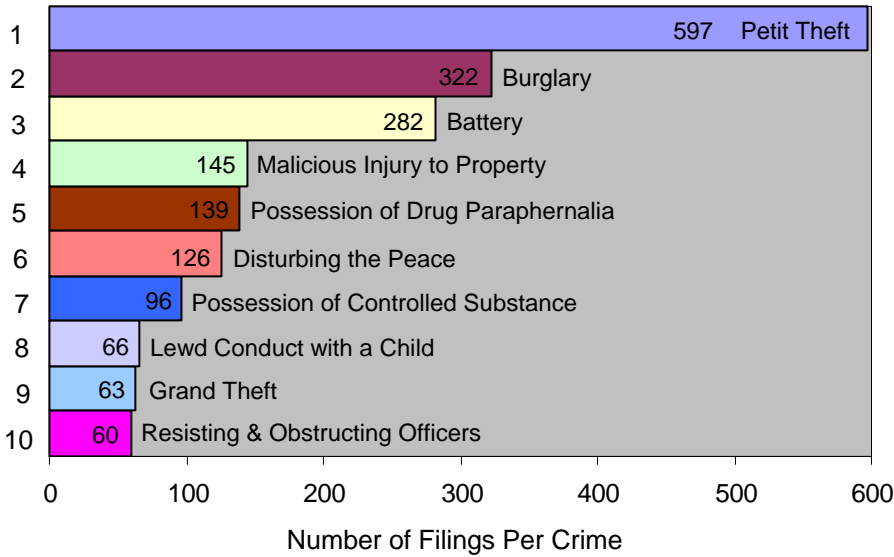 1 597 Petit Theft
2 322 Burglary
3 282 Battery
4 145 Malicious Injury to Property
5 139 Possession of Drug Paraphernalia
6 126 Disturbing the Peace
7 96 Possession of Controlled Substance
8 66 Lewd Conduct with a Child
9 63 Grand Theft
10 60 Resisting & Obstructing Officers
0 100 200 300 400 500 600
Number of Filings Per Crime